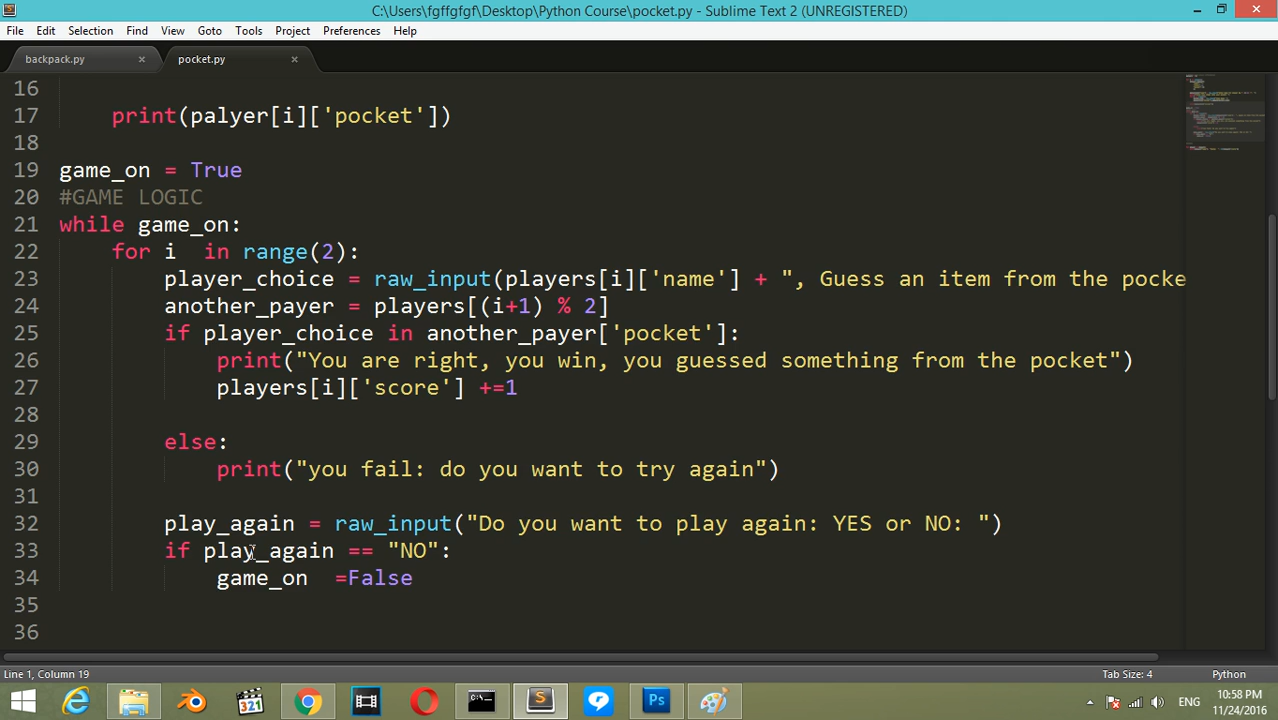 C:\Users\fgffgfgf\Desktop\Python Course\pocket.py - Sublime Text 2 (UNREGISTERED)
File Edit Selection Find View Goto Tools Project Preferences Help
backpack.py × pocket.py ×
16
17 print(palyer[i]['pocket'])
18
19 game_on = True
20 #GAME LOGIC
21 while game_on:
22 for i  in range(2):
23 player_choice = raw_input(players[i]['name'] + ", Guess an item from the pocke
24 another_payer = players[(i+1) % 2]
25 if player_choice in another_payer['pocket']:
26 print("You are right, you win, you guessed something from the pocket")
27 players[i]['score'] +=1
28
29 else:
30 print("you fail: do you want to try again")
31
32 play_again = raw_input("Do you want to play again: YES or NO: ")
33 if play_again == "NO":
34 game_on  =False
35
36
Line 1, Column 19 Tab Size: 4 Python
321 S Ps ENG 10:58 PM
11/24/2016